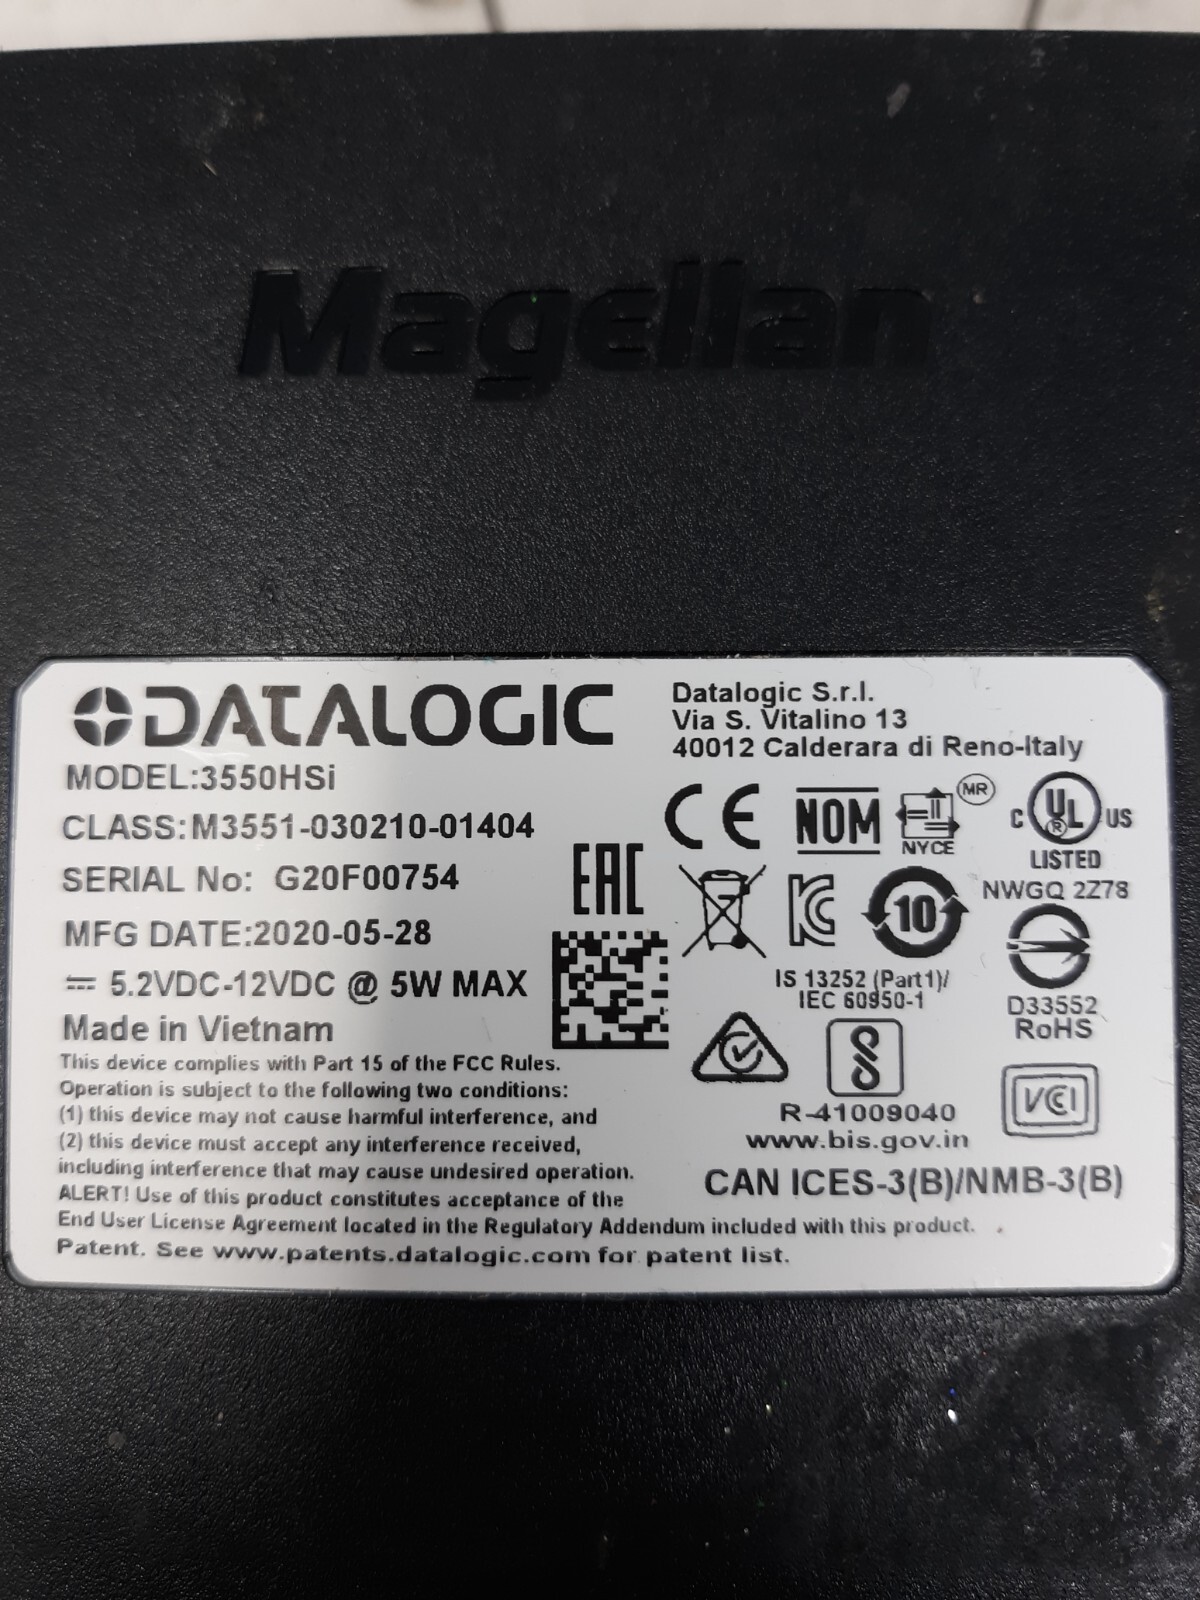 Magellan
DATALOGIC
MODEL:3550HSi
CLASS:M3551-030210-01404
SERIAL No: G20F00754
MFG DATE:2020-05-28
5.2VDC-12VDC @ 5W MAX
Made in Vietnam
This device complies with Part 15 of the FCC Rules.
Operation is subject to the following two conditions:
(1) this device may not cause harmful interference, and
(2) this device must accept any interference received,
including interference that may cause undesired operation.
ALERT! Use of this product constitutes acceptance of the
End User License Agreement located in the Regulatory Addendum included with this product.
Patent. See www.patents.datalogic.com for patent list.
Datalogic S.r.l.
Via S. Vitalino 13
40012 Calderara di Reno-Italy
CE
NOM
NYCE
MR
C UL US
®
LISTED
NWGQ 2Z78
EAC
KC
10
IS 13252 (Part1)/
IEC 60950-1
D33552
RoHS
R-41009040
www.bis.gov.in
VCCI
CAN ICES-3(B)/NMB-3(B)